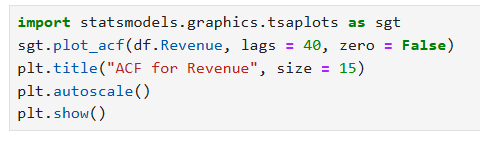 import statsmodels.graphics.tsaplots as sgt
sgt.plot_acf(df.Revenue, lags = 40, zero = False)
plt.title("ACF for Revenue", size = 15)
plt.autoscale()
plt.show()